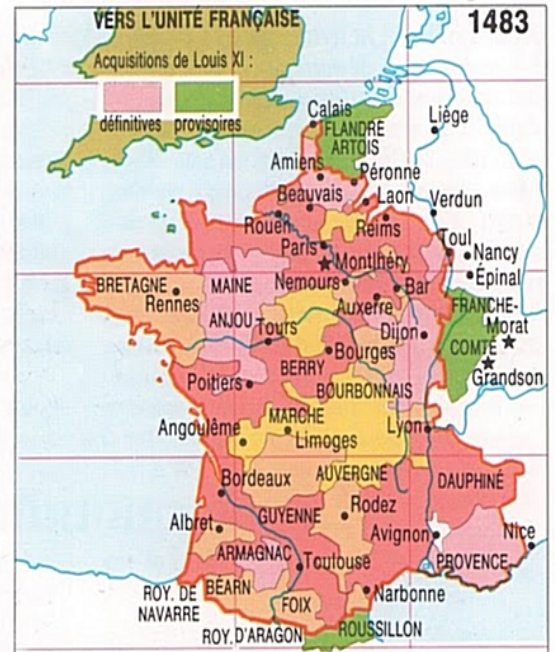 VERS L'UNITÉ FRANÇAISE
1483
Acquisitions de Louis XI :
définitives
provisoires
Calais
Liège
FLANDRE
ARTOIS
Amiens
Péronne
Beauvais
Laon
Verdun
Rouen
Reims
Toul
Paris
Nancy
Montlhéry
Épinal
BRETAGNE
MAINE
Nemours
Bar
Rennes
Auxerre
FRANCHE-
COMTÉ
Morat
ANJOU
Tours
Dijon
Bourges
Grandson
BERRY
Poitiers
BOURBONNAIS
MARCHE
Angoulême
Limoges
Lyon
Bordeaux
AUVERGNE
DAUPHINÉ
Albret
GUYENNE
Rodez
Avignon
Nice
ARMAGNAC
Toutouse
PROVENCE
ROY. DE
NAVARRE
BÉARN
FOIX
Narbonne
ROY. D'ARAGON
ROUSSILLON